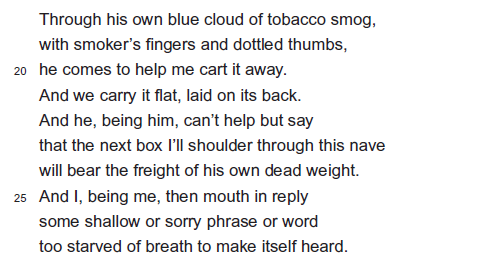 Through his own blue cloud of tobacco smog,
with smoker’s fingers and dottled thumbs,
20 he comes to help me cart it away.
And we carry it flat, laid on its back.
And he, being him, can’t help but say
that the next box I’ll shoulder through this nave
will bear the freight of his own dead weight.
25 And I, being me, then mouth in reply
some shallow or sorry phrase or word
too starved of breath to make itself heard.